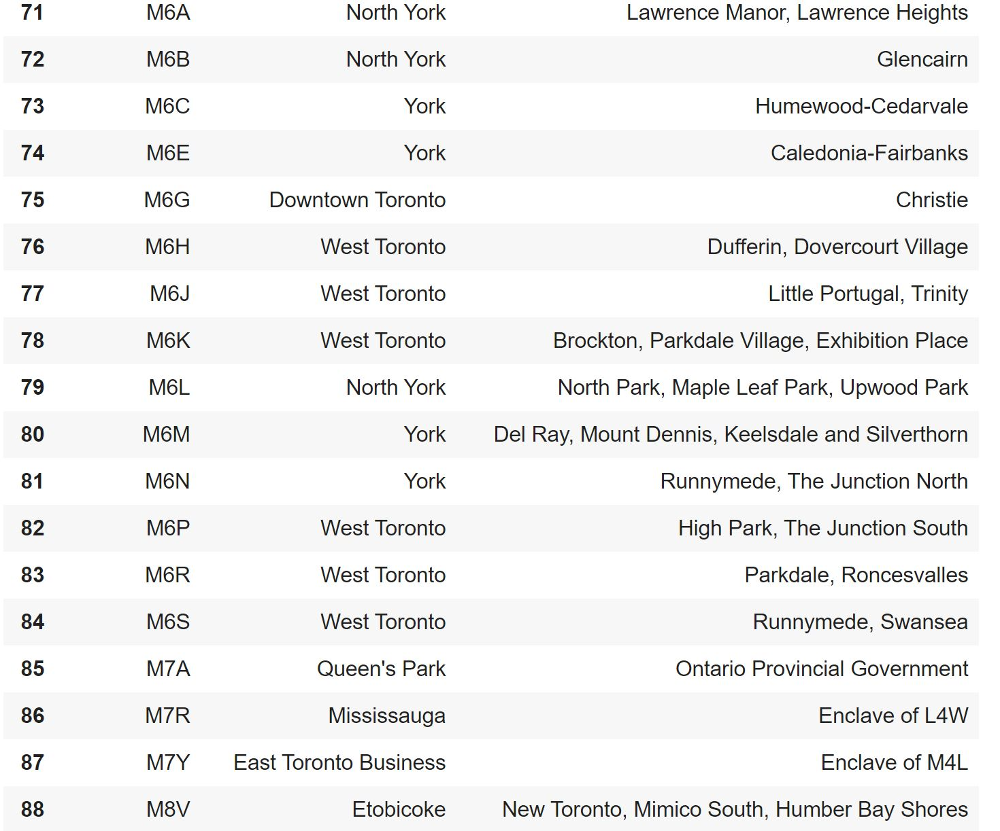 71 M6A North York Lawrence Manor, Lawrence Heights
72 M6B North York Glencairn
73 M6C York Humewood-Cedarvale
74 M6E York Caledonia-Fairbanks
75 M6G Downtown Toronto Christie
76 M6H West Toronto Dufferin, Dovercourt Village
77 M6J West Toronto Little Portugal, Trinity
78 M6K West Toronto Brockton, Parkdale Village, Exhibition Place
79 M6L North York North Park, Maple Leaf Park, Upwood Park
80 M6M York Del Ray, Mount Dennis, Keelsdale and Silverthorn
81 M6N York Runnymede, The Junction North
82 M6P West Toronto High Park, The Junction South
83 M6R West Toronto Parkdale, Roncesvalles
84 M6S West Toronto Runnymede, Swansea
85 M7A Queen's Park Ontario Provincial Government
86 M7R Mississauga Enclave of L4W
87 M7Y East Toronto Business Enclave of M4L
88 M8V Etobicoke New Toronto, Mimico South, Humber Bay Shores